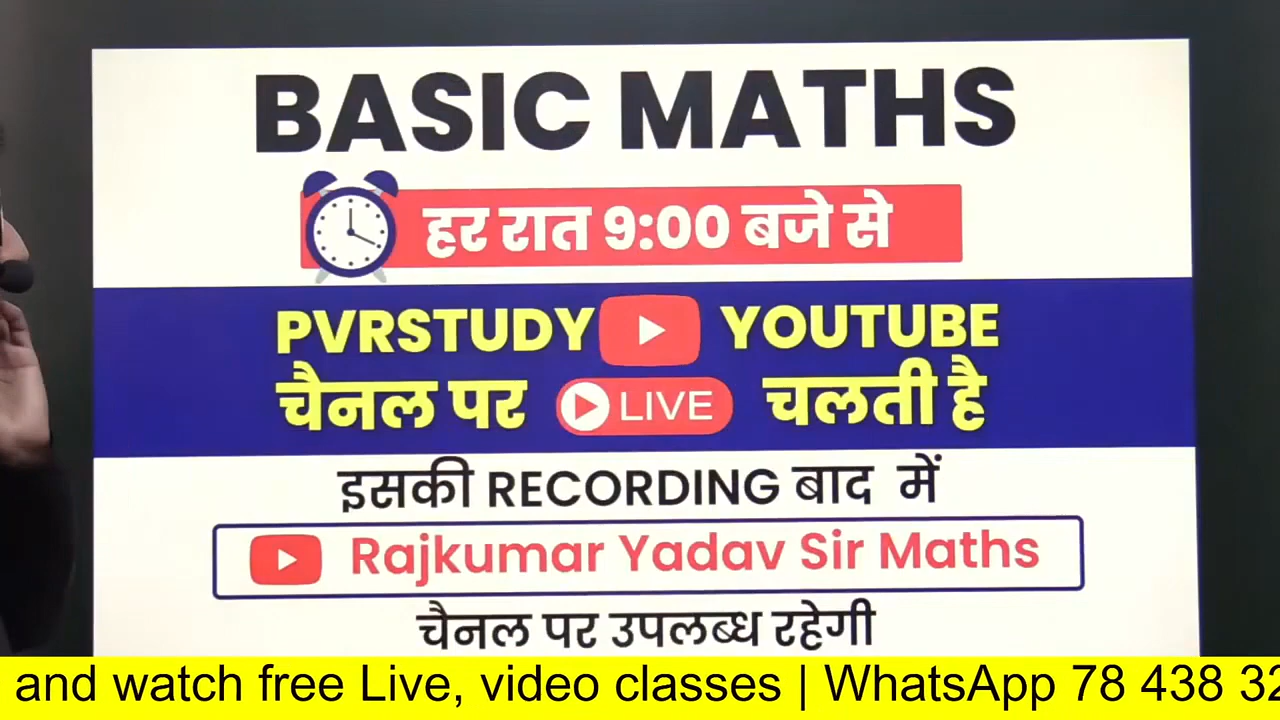 BASIC MATHS
हर रात 9:00 बजे से
PVRSTUDY YOUTUBE
चैनल पर LIVE चलती है
इसकी RECORDING बाद में
Rajkumar Yadav Sir Maths
चैनल पर उपलब्ध रहेगी
and watch free Live, video classes | WhatsApp 78 438 32